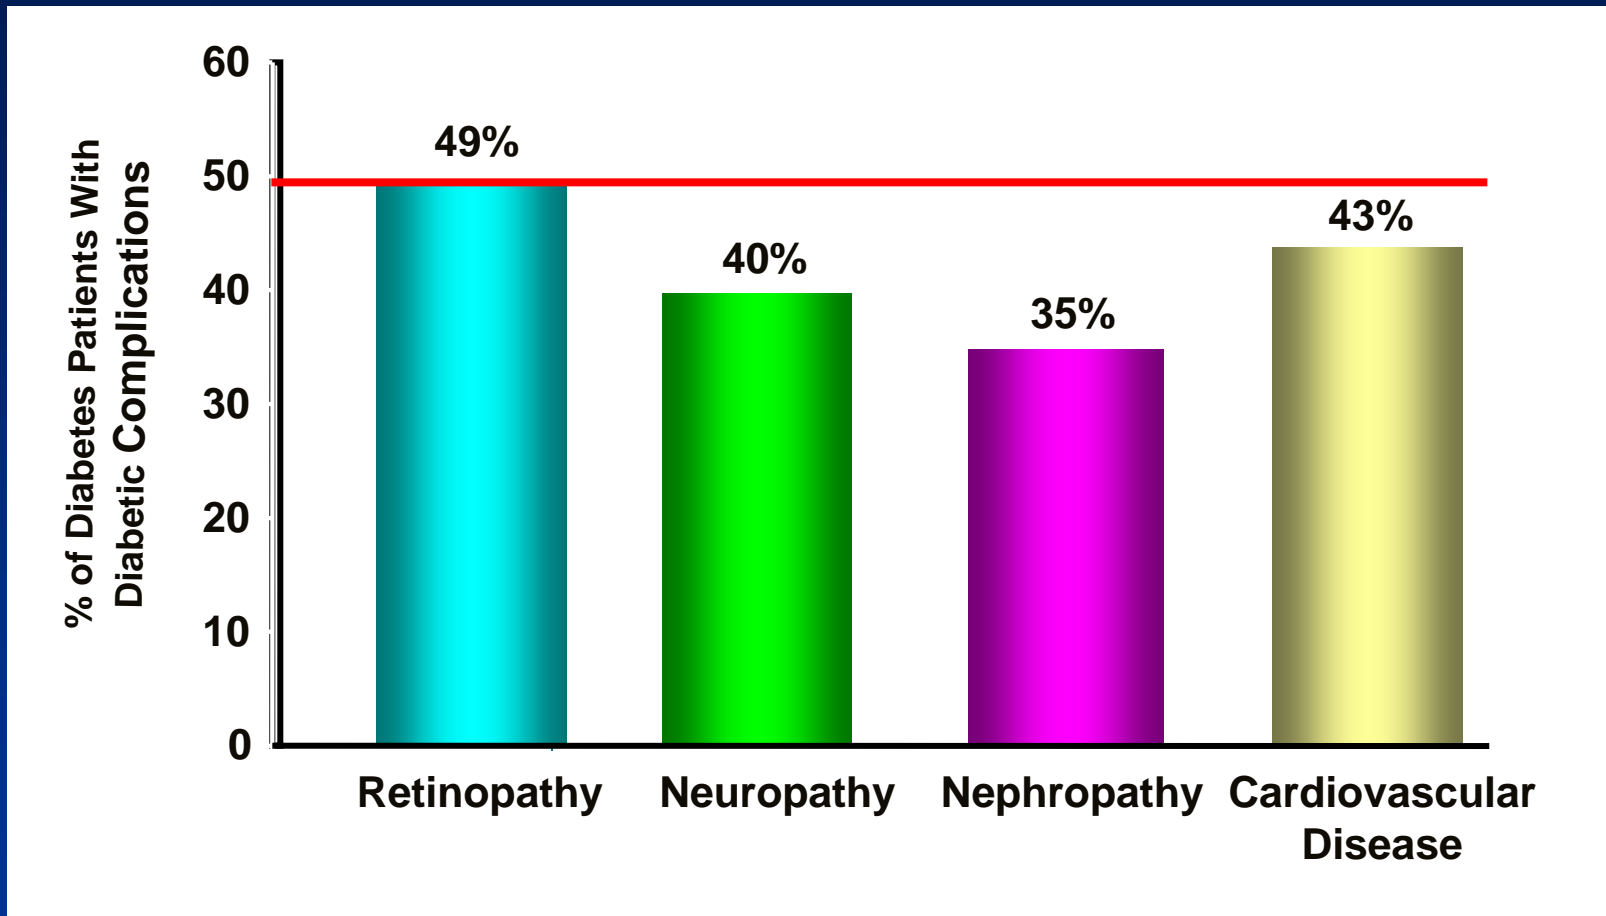 % of Diabetes Patients With
Diabetic Complications
60
50
40
30
20
10
0
49%
40%
35%
43%
Retinopathy
Neuropathy
Nephropathy
Cardiovascular
Disease